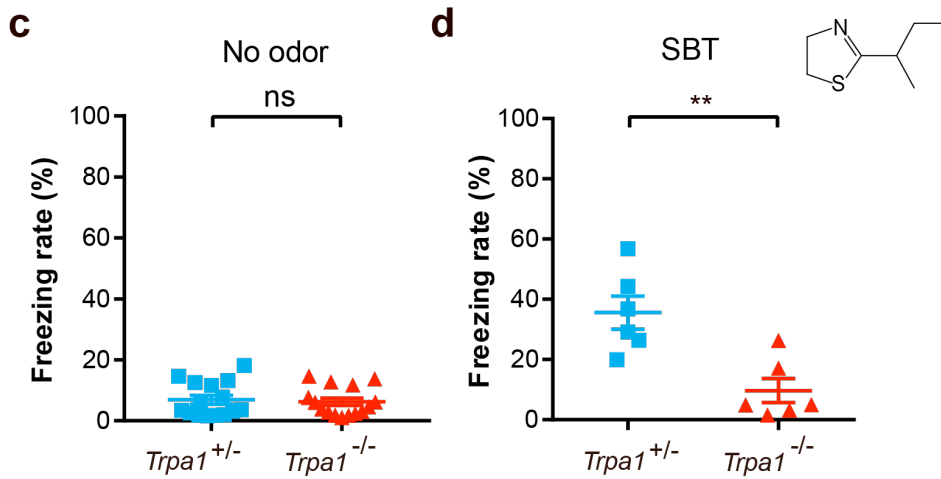 c
No odor
ns
Freezing rate (%)
100
80
60
40
20
0
Trpa1+/-
Trpa1-/-
d
SBT
N
S
**
Freezing rate (%)
100
80
60
40
20
0
Trpa1+/-
Trpa1-/-